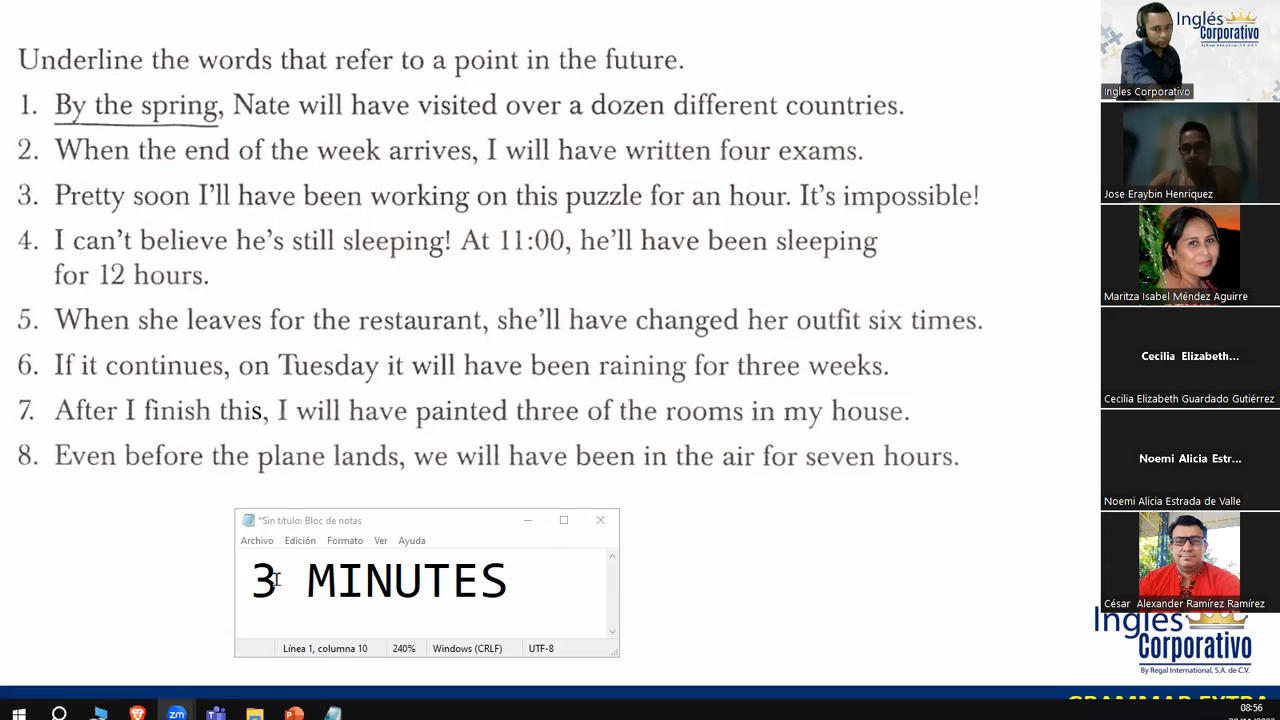 Underline the words that refer to a point in the future.
1. By the spring, Nate will have visited over a dozen different countries.
2. When the end of the week arrives, I will have written four exams.
3. Pretty soon I'll have been working on this puzzle for an hour. It's impossible!
4. I can't believe he's still sleeping! At 11:00, he'll have been sleeping
for 12 hours.
5. When she leaves for the restaurant, she'll have changed her outfit six times.
6. If it continues, on Tuesday it will have been raining for three weeks.
7. After I finish this, I will have painted three of the rooms in my house.
8. Even before the plane lands, we will have been in the air for seven hours.
*Sin título: Bloc de notas
Archivo Edición Formato Ver Ayuda
3 MINUTES
Línea 1, columna 10 240% Windows (CRLF) UTF-8
Inglés
Corporativo
By Regal International, S.A. de C.V.
Ingles Corporativo
Jose Eraybin Henriquez
Maritza Isabel Méndez Aguirre
Cecilia Elizabeth...
Cecilia Elizabeth Guardado Gutiérrez
Noemi Alicia Estr...
Noemi Alicia Estrada de Valle
César Alexander Ramírez Ramírez
Inglés
Corporativo
By Regal International, S.A. de C.V.
GRAMMAR EXTRA
zm
08:56